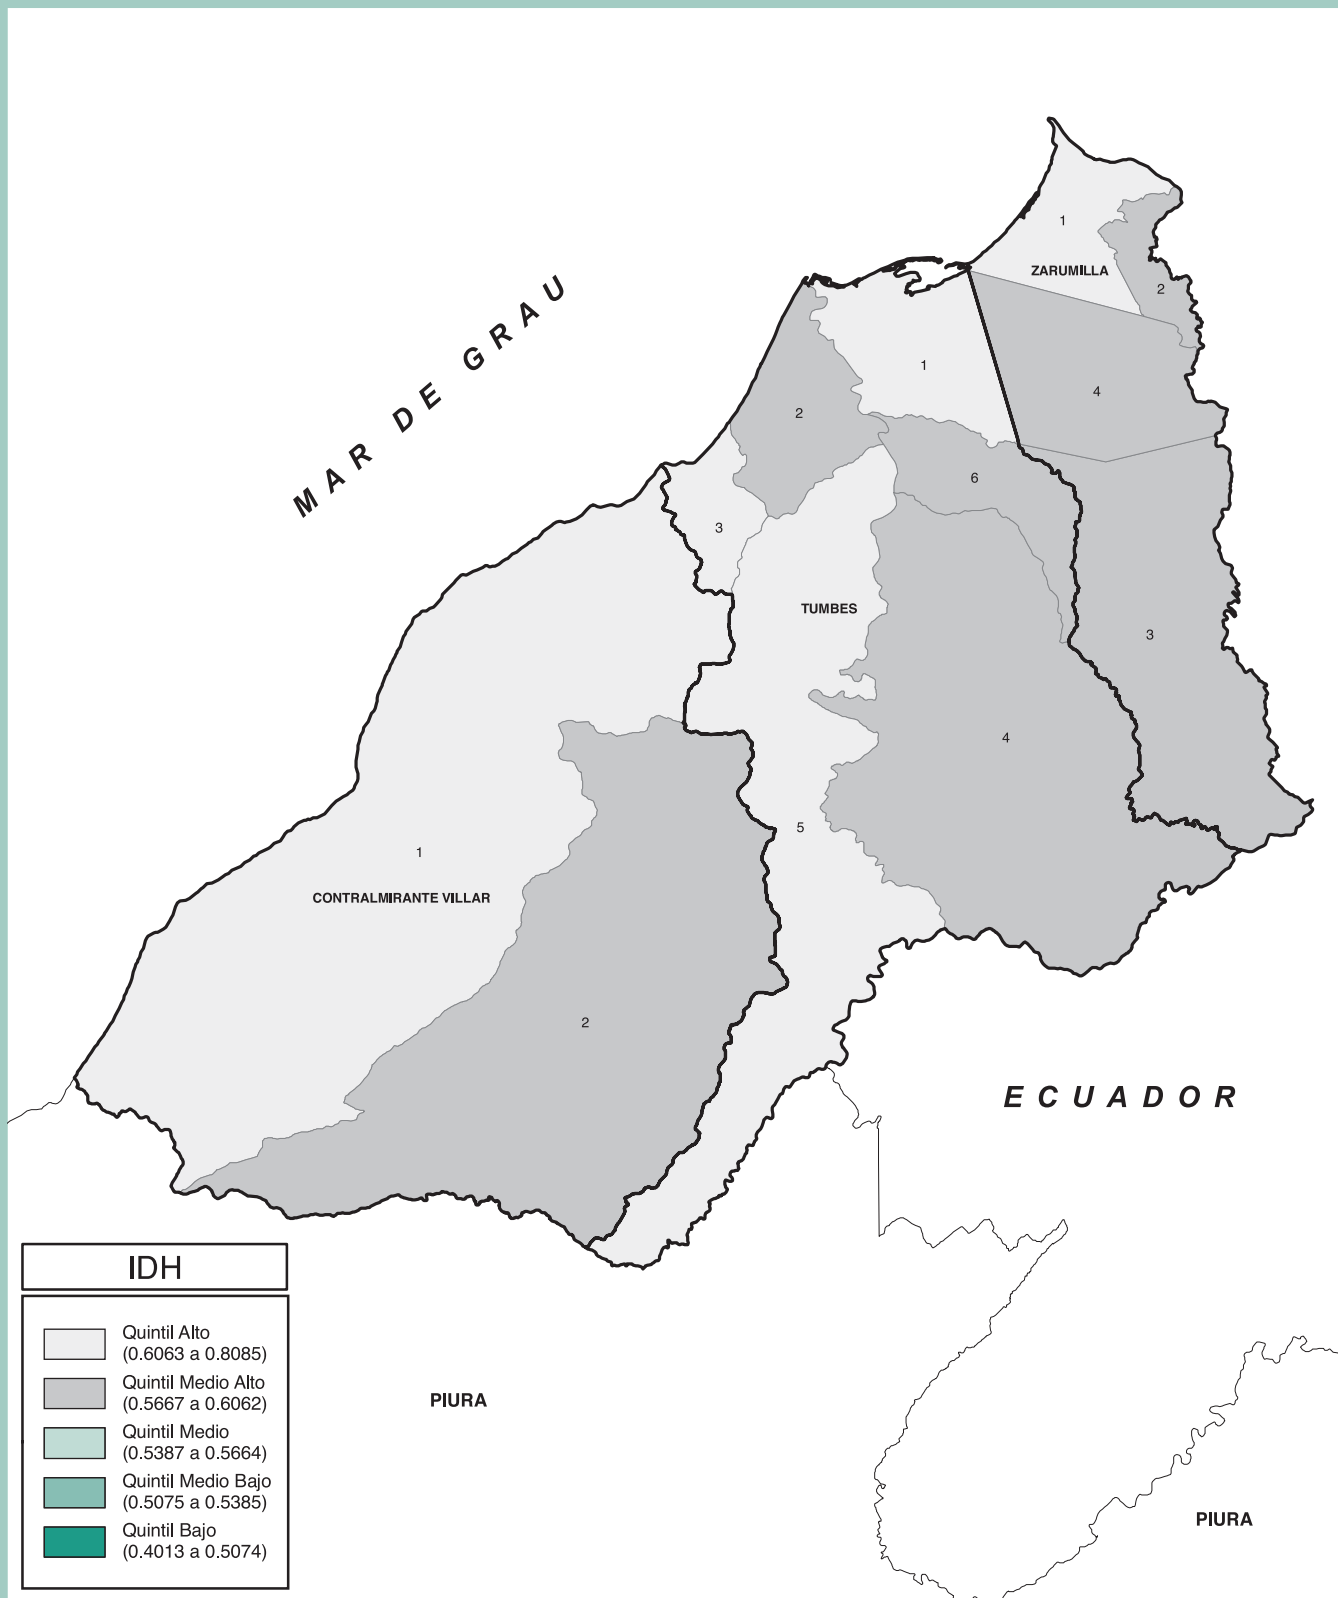 MAR DE GRAU
1
ZARUMILLA
2
1
4
2
6
3
TUMBES
3
4
5
1
CONTRALMIRANTE VILLAR
2
ECUADOR
IDH
Quintil Alto
(0.6063 a 0.8085)
Quintil Medio Alto
(0.5667 a 0.6062)
Quintil Medio
(0.5387 a 0.5664)
Quintil Medio Bajo
(0.5075 a 0.5385)
Quintil Bajo
(0.4013 a 0.5074)
PIURA
PIURA